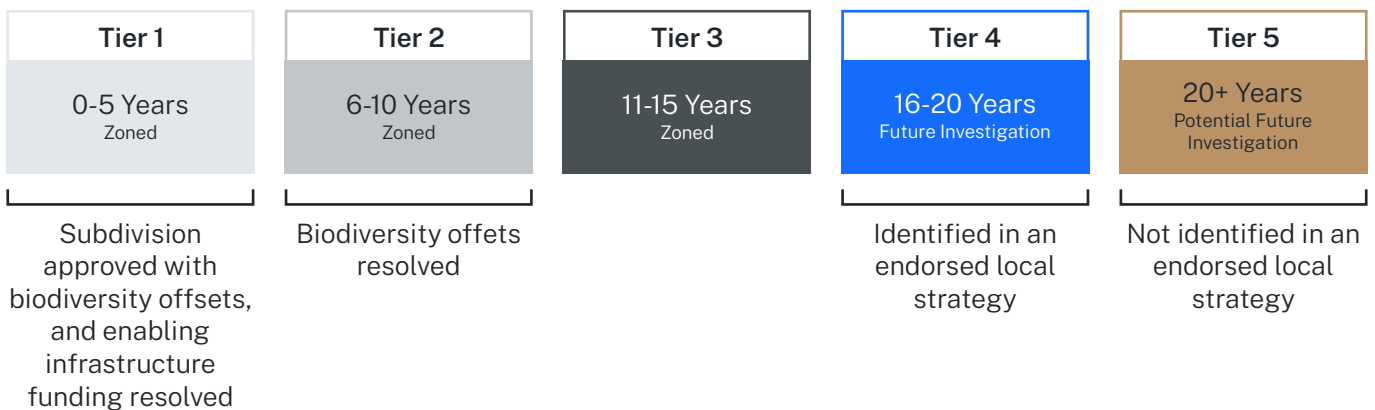 Tier 1
0-5 Years
Zoned
Subdivision
approved with
biodiversity offsets,
and enabling
infrastructure
funding resolved
Tier 2
6-10 Years
Zoned
Biodiversity offets
resolved
Tier 3
11-15 Years
Zoned
Tier 4
16-20 Years
Future Investigation
Identified in an
endorsed local
strategy
Tier 5
20+ Years
Potential Future
Investigation
Not identified in an
endorsed local
strategy